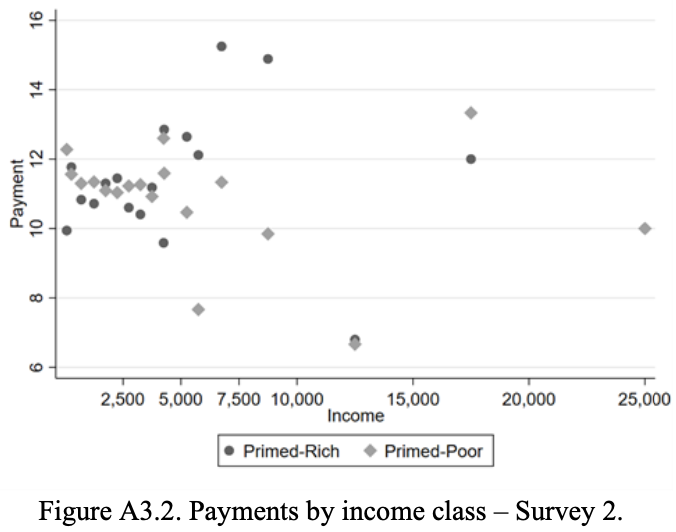 16
14
12
10
8
6
Payment
2,500 5,000 7,500 10,000 15,000 20,000 25,000
Income
Primed-Rich Primed-Poor
Figure A3.2. Payments by income class – Survey 2.